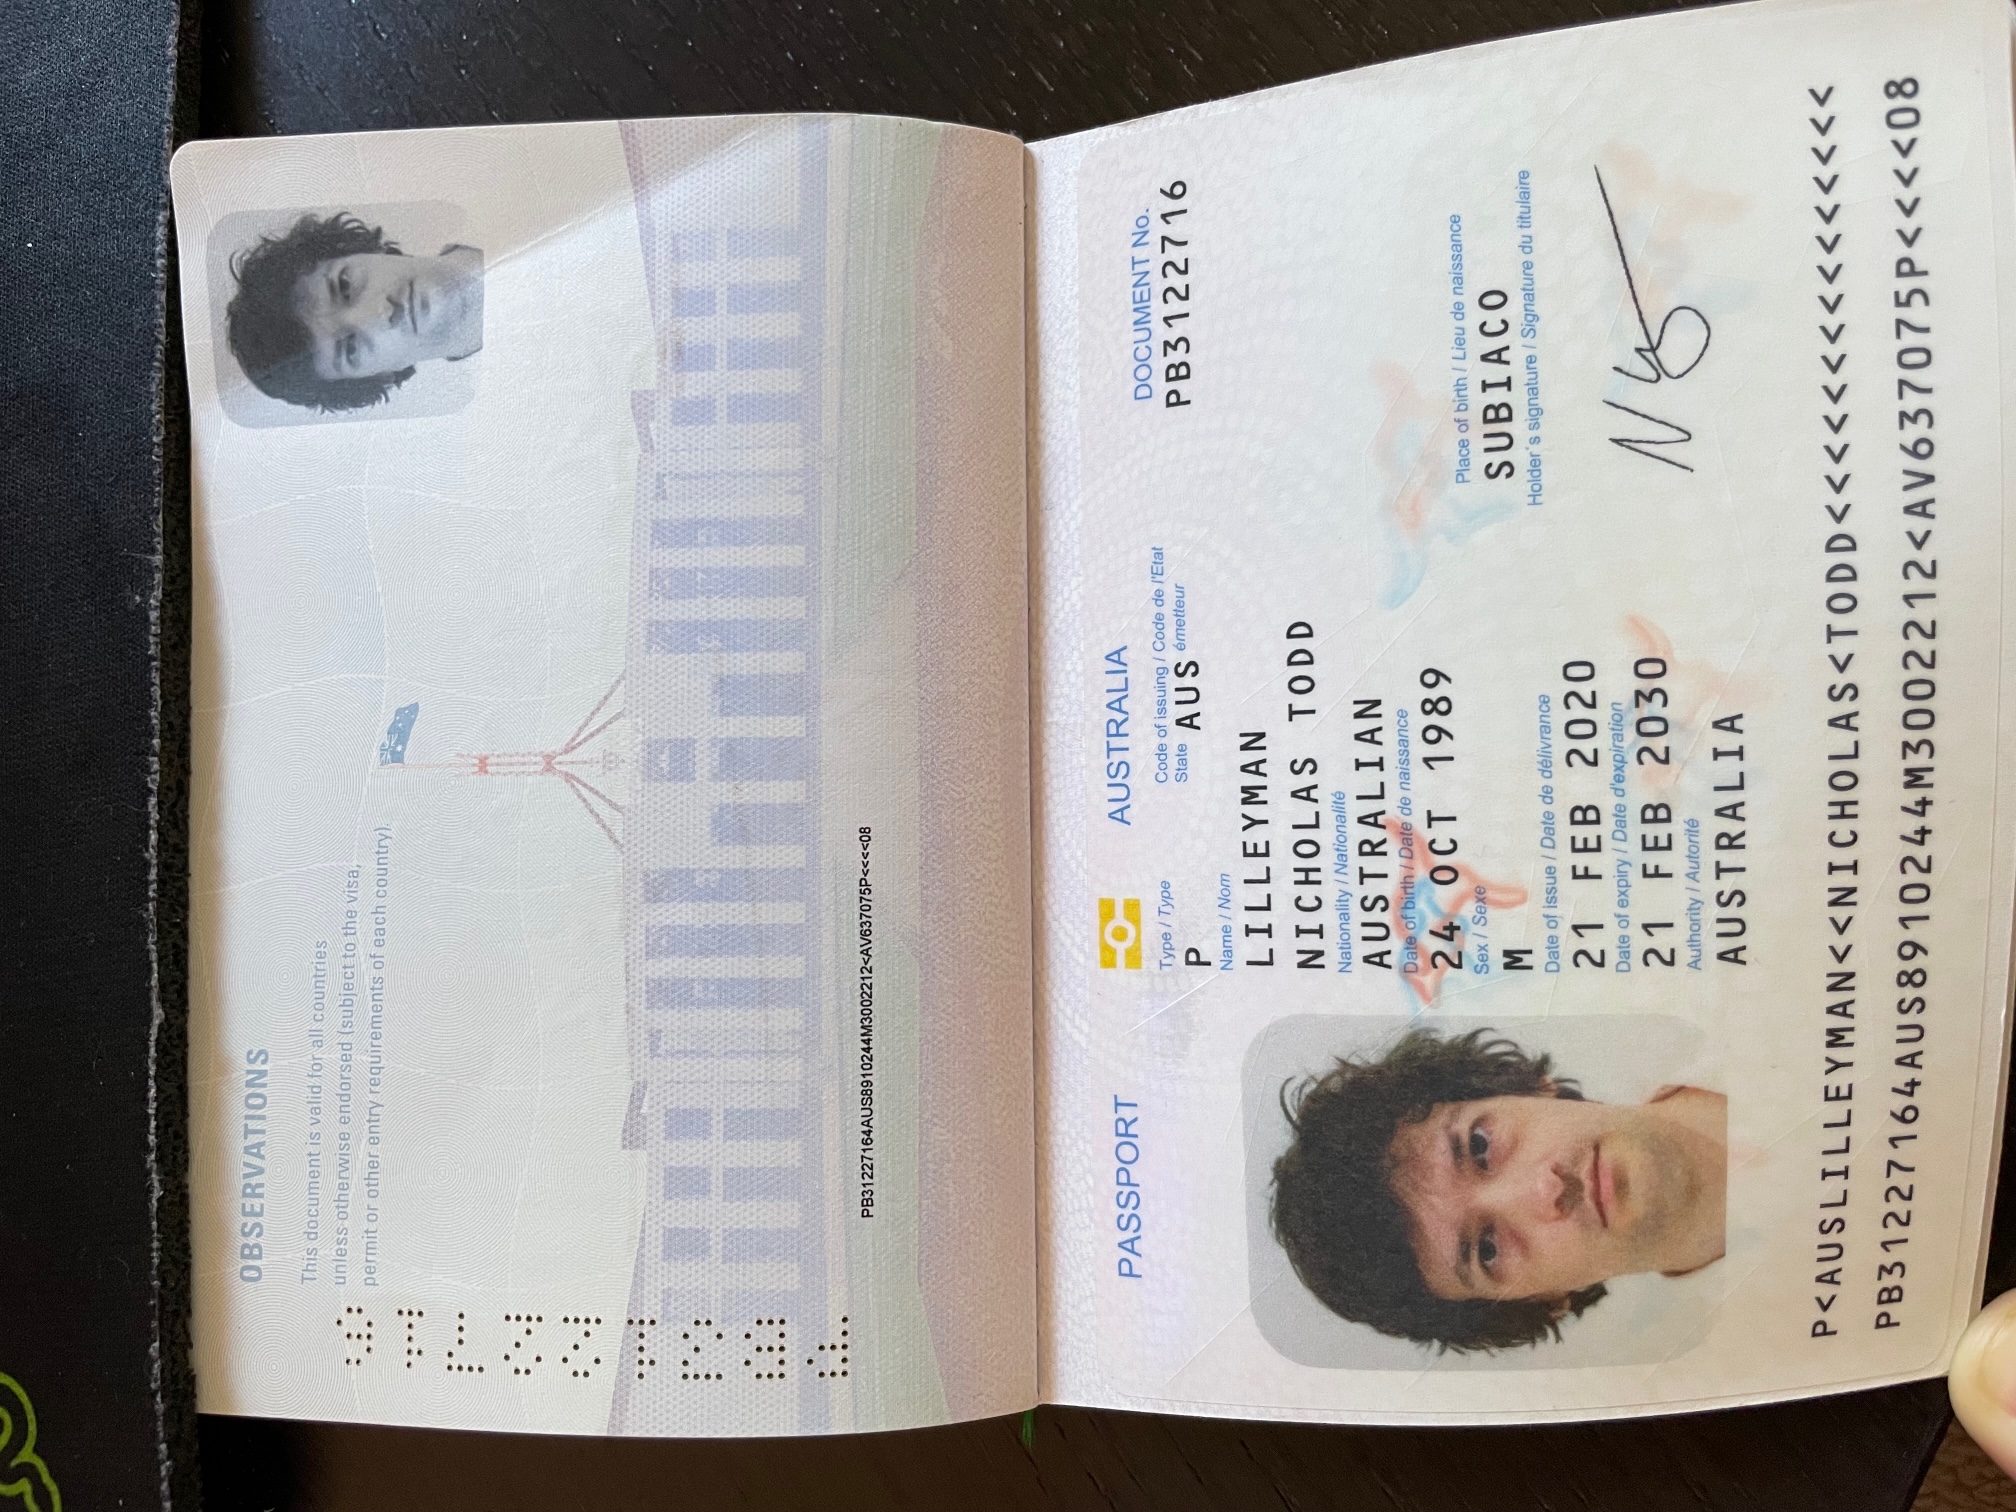 OBSERVATIONS
This document is valid for all countries
unless otherwise endorsed (subject to the visa,
permit or other entry requirements of each country).
PB3122716
PB31227164AUS8910244M3002212<AV637075P<<<<08
PASSPORT
AUSTRALIA
DOCUMENT No.
PB3122716
Type / Type
P
Code of issuing / Code de l'Etat
State AUS émetteur
Name / Nom
LILLEYMAN
NICHOLAS TODD
Nationality / Nationalité
AUSTRALIAN
Date of birth / Date de naissance
24 OCT 1989
Sex / Sexe
M
Place of birth / Lieu de naissance
SUBIACO
Date of issue / Date de délivrance
21 FEB 2020
Holder's signature / Signature du titulaire
Date of expiry / Date d'expiration
21 FEB 2030
Authority / Autorité
AUSTRALIA
P<AUSLILLEYMAN<<NICHOLAS<TODD<<<<<<<<<<<<<<<
PB31227164AUS8910244M3002212<AV637075P<<<<08